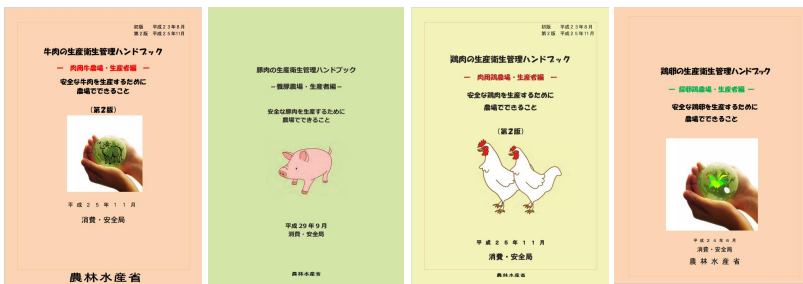 初版　平成23年8月
第2版　平成25年11月
牛肉の生産衛生管理ハンドブック
－ 肉用牛農場・生産者編 －
安全な牛肉を生産するために
農場でできること
（第2版）
平成25年11月
消費・安全局
農林水産省
豚肉の生産衛生管理ハンドブック
－養豚農場・生産者編－
安全な豚肉を生産するために
農場でできること
平成29年9月
消費・安全局
農林水産省
初版　平成23年8月
第2版　平成25年11月
鶏肉の生産衛生管理ハンドブック
－ 肉用鶏農場・生産者編 －
安全な鶏肉を生産するために
農場でできること
（第2版）
平成25年11月
消費・安全局
農林水産省
鶏卵の生産衛生管理ハンドブック
－ 採卵鶏農場・生産者編 －
安全な鶏卵を生産するために
農場でできること
消費・安全局
農林水産省